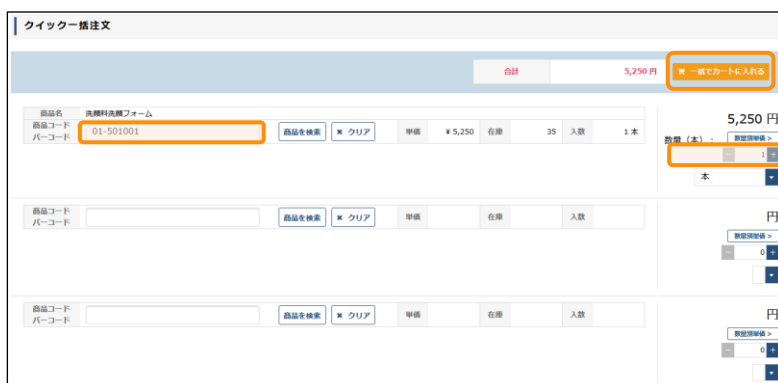 クイック一括注文
合計 5,250 円 一括でカートに入れる
商品名 洗顔料洗顔フォーム
商品コード
バーコード
01-501001 商品を検索 × クリア 単価 ¥ 5,250 在庫 35 入数 1 本
5,250 円
数量（本）： 数量別単価 >
− 1 +
本
商品コード
バーコード
商品を検索 × クリア 単価 在庫 入数
円
数量別単価 >
− 0 +
商品コード
バーコード
商品を検索 × クリア 単価 在庫 入数
円
数量別単価 >
− 0 +